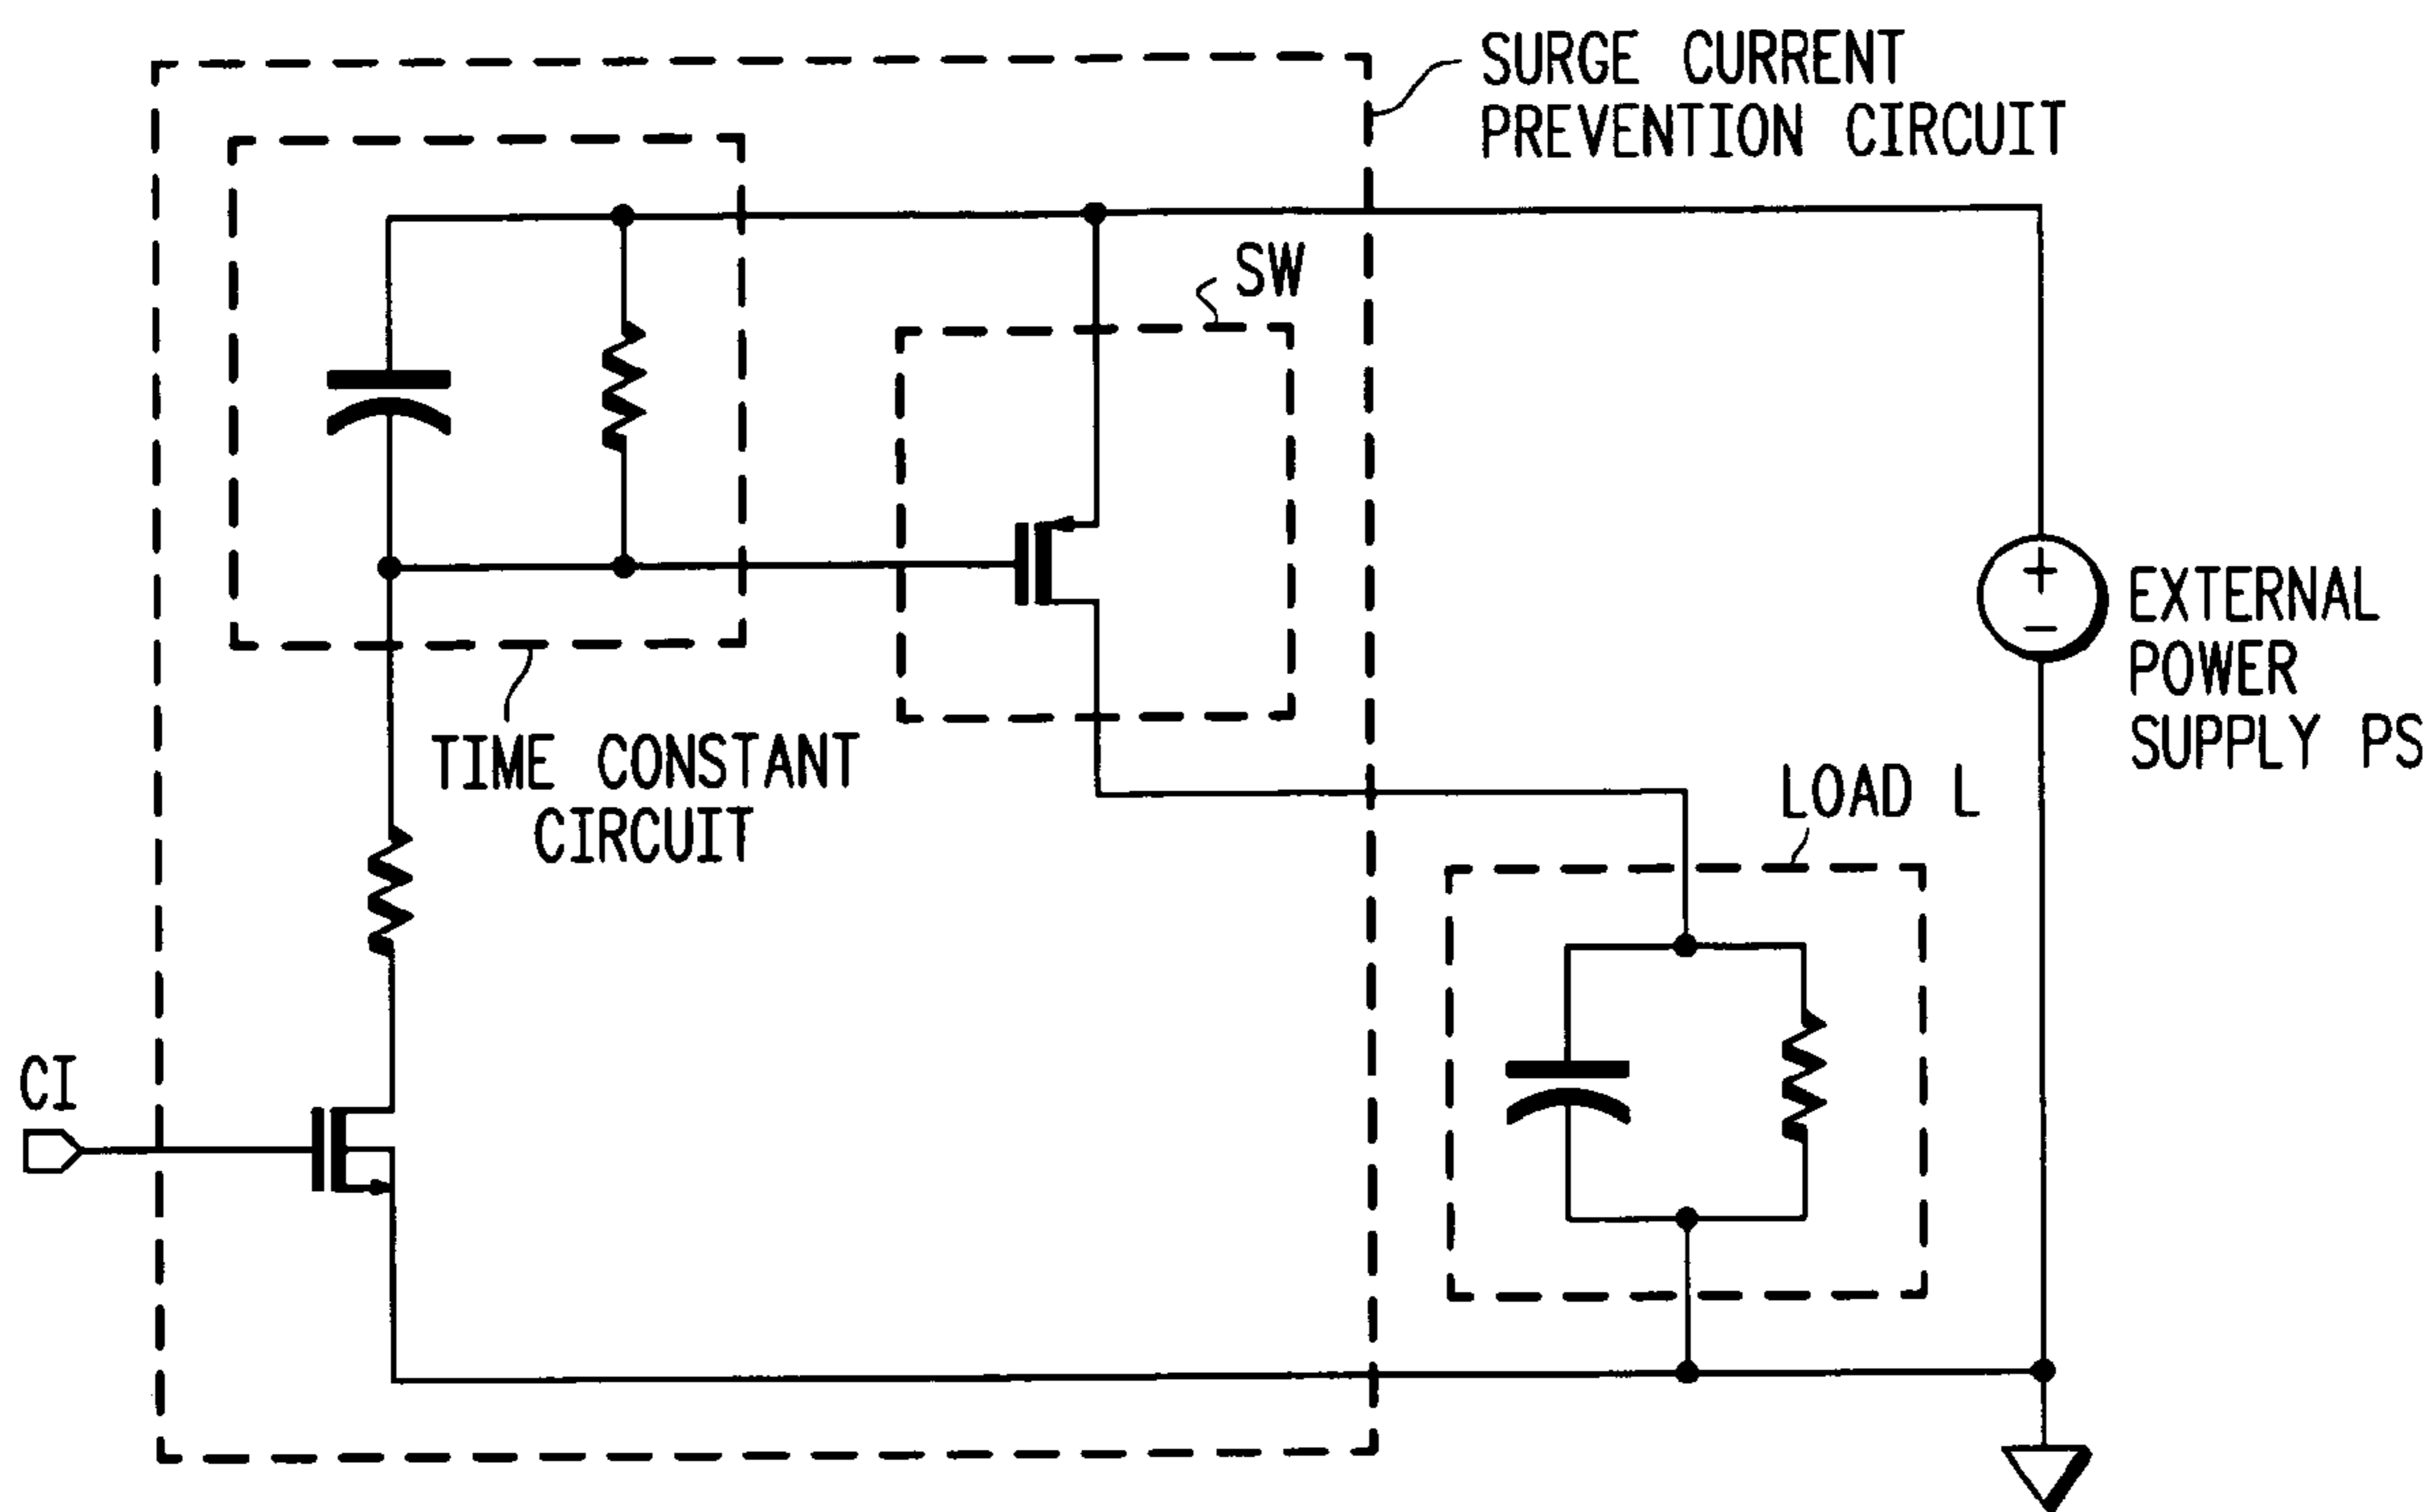 SURGE CURRENT
PREVENTION CIRCUIT
SW
+
−
EXTERNAL
POWER
SUPPLY PS
TIME CONSTANT
CIRCUIT
LOAD L
CI